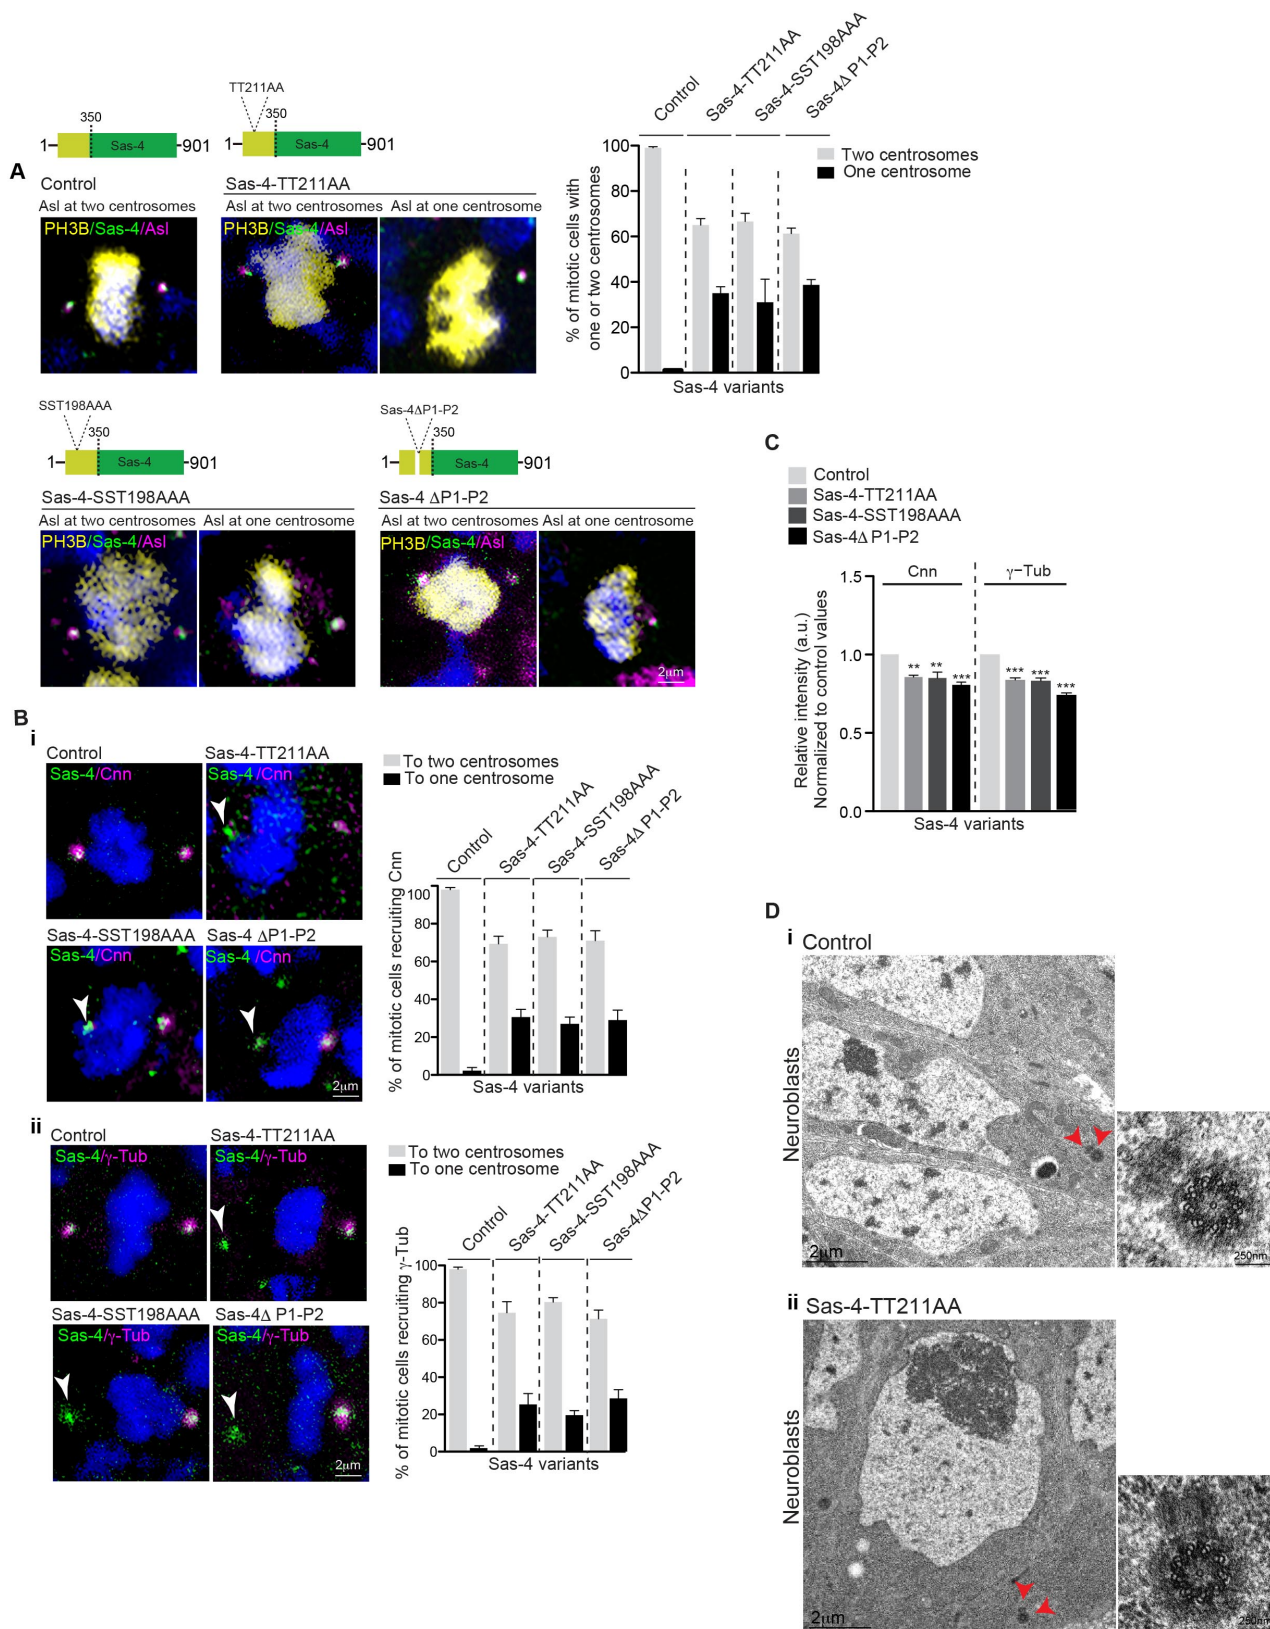 A
TT211AA
350
1
Sas-4
901
350
1
Sas-4
901
Control
Sas-4-TT211AA
Asl at two centrosomes
Asl at two centrosomes
Asl at one centrosome
PH3B/Sas-4/Asl
PH3B/Sas-4/Asl
Control
Sas-4-TT211AA
Sas-4-SST198AAA
Sas-4Δ P1-P2
Two centrosomes
One centrosome
% of mitotic cells with
one or two centrosomes
100
80
60
40
20
0
Sas-4 variants
SST198AAA
350
1
Sas-4
901
Sas-4ΔP1-P2
350
1
Sas-4
901
Sas-4-SST198AAA
Sas-4 ΔP1-P2
Asl at two centrosomes
Asl at one centrosome
Asl at two centrosomes
Asl at one centrosome
PH3B/Sas-4/Asl
PH3B/Sas-4/Asl
2μm
B
i
Control
Sas-4-TT211AA
Sas-4/Cnn
Sas-4/Cnn
Sas-4-SST198AAA
Sas-4 ΔP1-P2
Sas-4/Cnn
Sas-4/Cnn
2μm
To two centrosomes
To one centrosome
Control
Sas-4-TT211AA
Sas-4-SST198AAA
Sas-4Δ P1-P2
% of mitotic cells recruiting Cnn
100
80
60
40
20
0
Sas-4 variants
ii
Control
Sas-4-TT211AA
Sas-4/γ-Tub
Sas-4/γ-Tub
Sas-4-SST198AAA
Sas-4Δ P1-P2
Sas-4/γ-Tub
Sas-4/γ-Tub
2μm
To two centrosomes
To one centrosome
Control
Sas-4-TT211AA
Sas-4-SST198AAA
Sas-4ΔP1-P2
% of mitotic cells recruiting γ-Tub
100
80
60
40
20
0
Sas-4 variants
C
Control
Sas-4-TT211AA
Sas-4-SST198AAA
Sas-4Δ P1-P2
Cnn
γ-Tub
Relative intensity (a.u.)
Normalized to control values
1.5
1.0
0.5
0.0
** ** ***
*** *** ***
Sas-4 variants
D
i
Control
Neuroblasts
2μm
250nm
ii
Sas-4-TT211AA
Neuroblasts
2μm
250nm